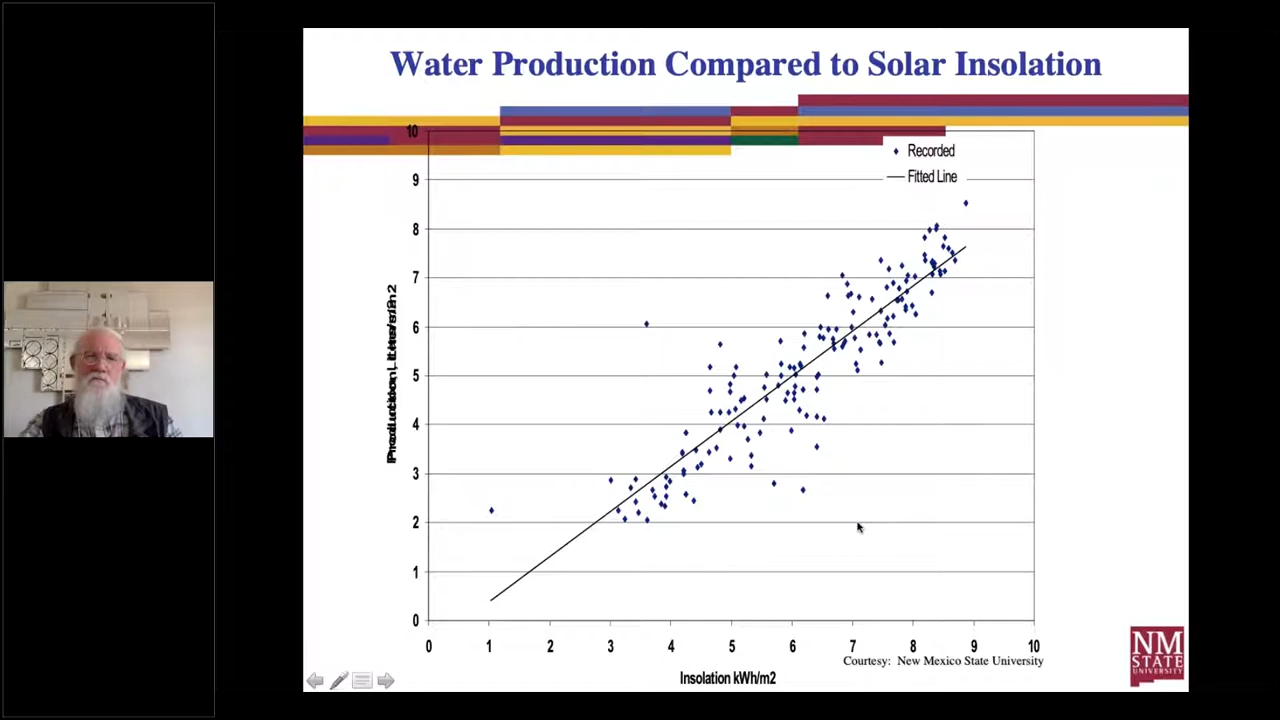 Water Production Compared to Solar Insolation
10
9
8
7
6
5
4
3
2
1
0
Recorded
Fitted Line
0 1 2 3 4 5 6 7 8 9 10
Insolation kWh/m2
Courtesy: New Mexico State University
NM
STATE
UNIVERSITY